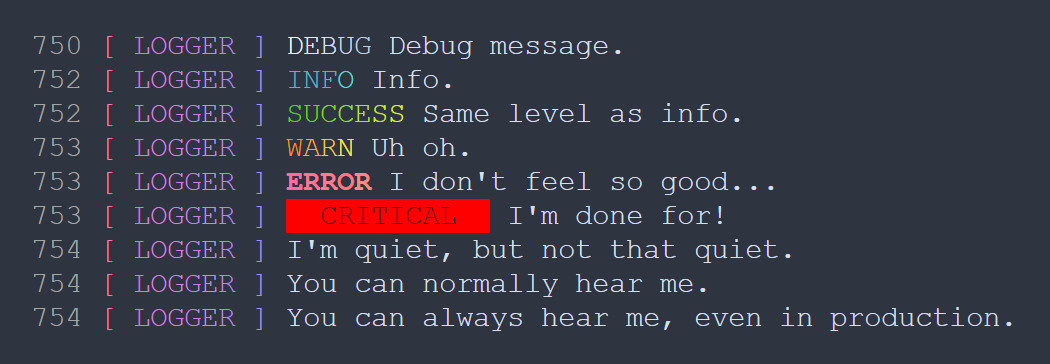 750 [ LOGGER ] DEBUG Debug message.
752 [ LOGGER ] INFO Info.
752 [ LOGGER ] SUCCESS Same level as info.
753 [ LOGGER ] WARN Uh oh.
753 [ LOGGER ] ERROR I don't feel so good...
753 [ LOGGER ] CRITICAL I'm done for!
754 [ LOGGER ] I'm quiet, but not that quiet.
754 [ LOGGER ] You can normally hear me.
754 [ LOGGER ] You can always hear me, even in production.